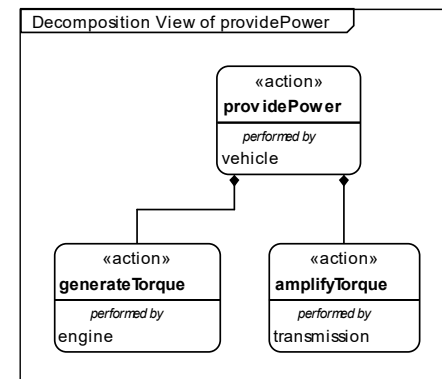 Decomposition View of providePower
«action»
providePower
performed by
vehicle
«action»
generateTorque
performed by
engine
«action»
amplifyTorque
performed by
transmission